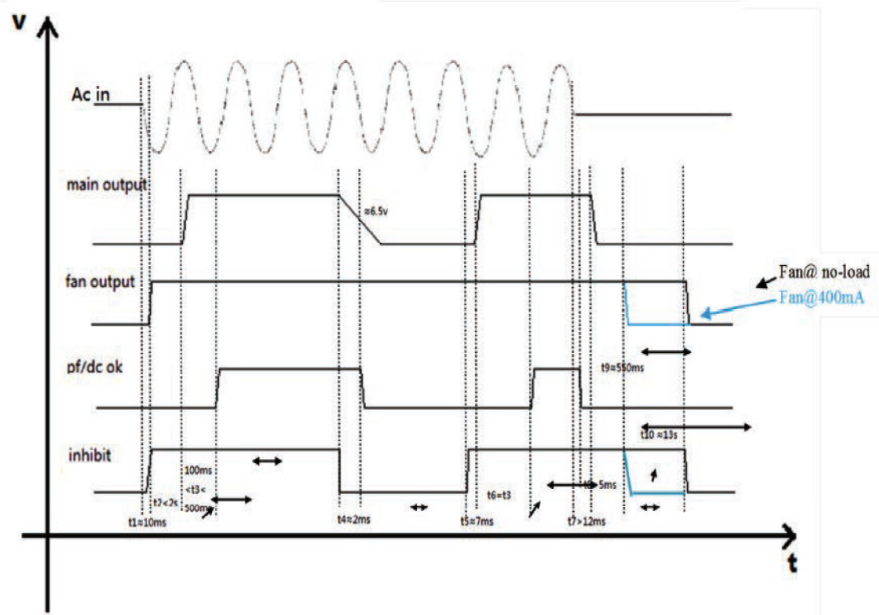 v
Ac in
main output
≈6.5v
fan output
Fan@ no-load
Fan@400mA
pf/dc ok
t9≈550ms
t10 ≈13s
inhibit
100ms
<t3<
500ms
t2<2s
t6=t3
5ms
t1≈10ms
t4≈2ms
t5≈7ms
t7>12ms
t